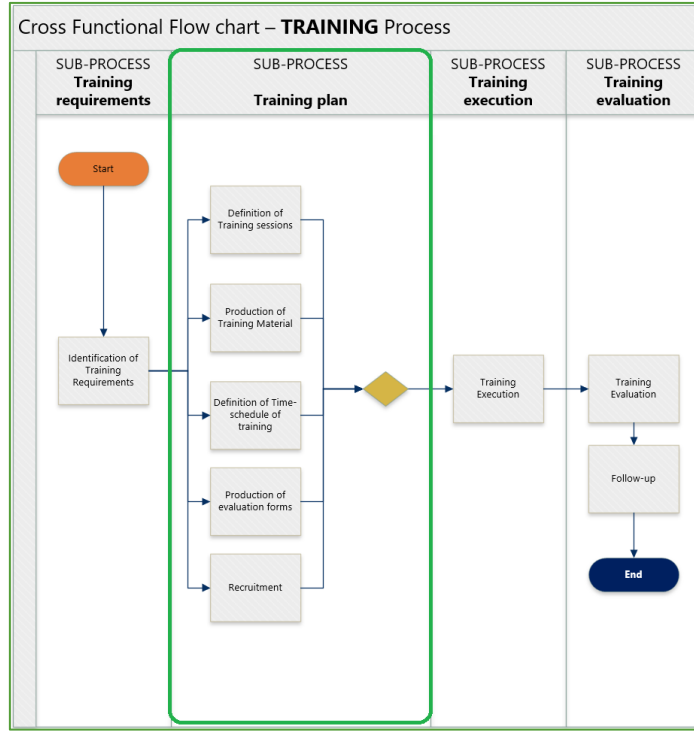 Cross Functional Flow chart – TRAINING Process
SUB-PROCESS
Training
requirements
SUB-PROCESS
Training plan
SUB-PROCESS
Training
execution
SUB-PROCESS
Training
evaluation
Start
Identification of
Training
Requirements
Definition of
Training sessions
Production of
Training Material
Definition of Time-
schedule of
training
Production of
evaluation forms
Recruitment
Training
Execution
Training
Evaluation
Follow-up
End